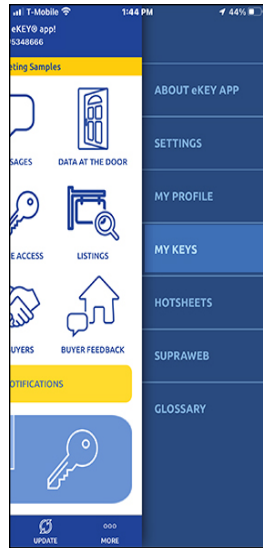 T-Mobile 1:44 PM 44%
eKEY® app!
5348666
eting Samples
ABOUT eKEY APP
SAGES DATA AT THE DOOR
SETTINGS
MY PROFILE
E ACCESS LISTINGS
MY KEYS
HOTSHEETS
UYERS BUYER FEEDBACK
SUPRAWEB
OTIFICATIONS
GLOSSARY
UPDATE MORE